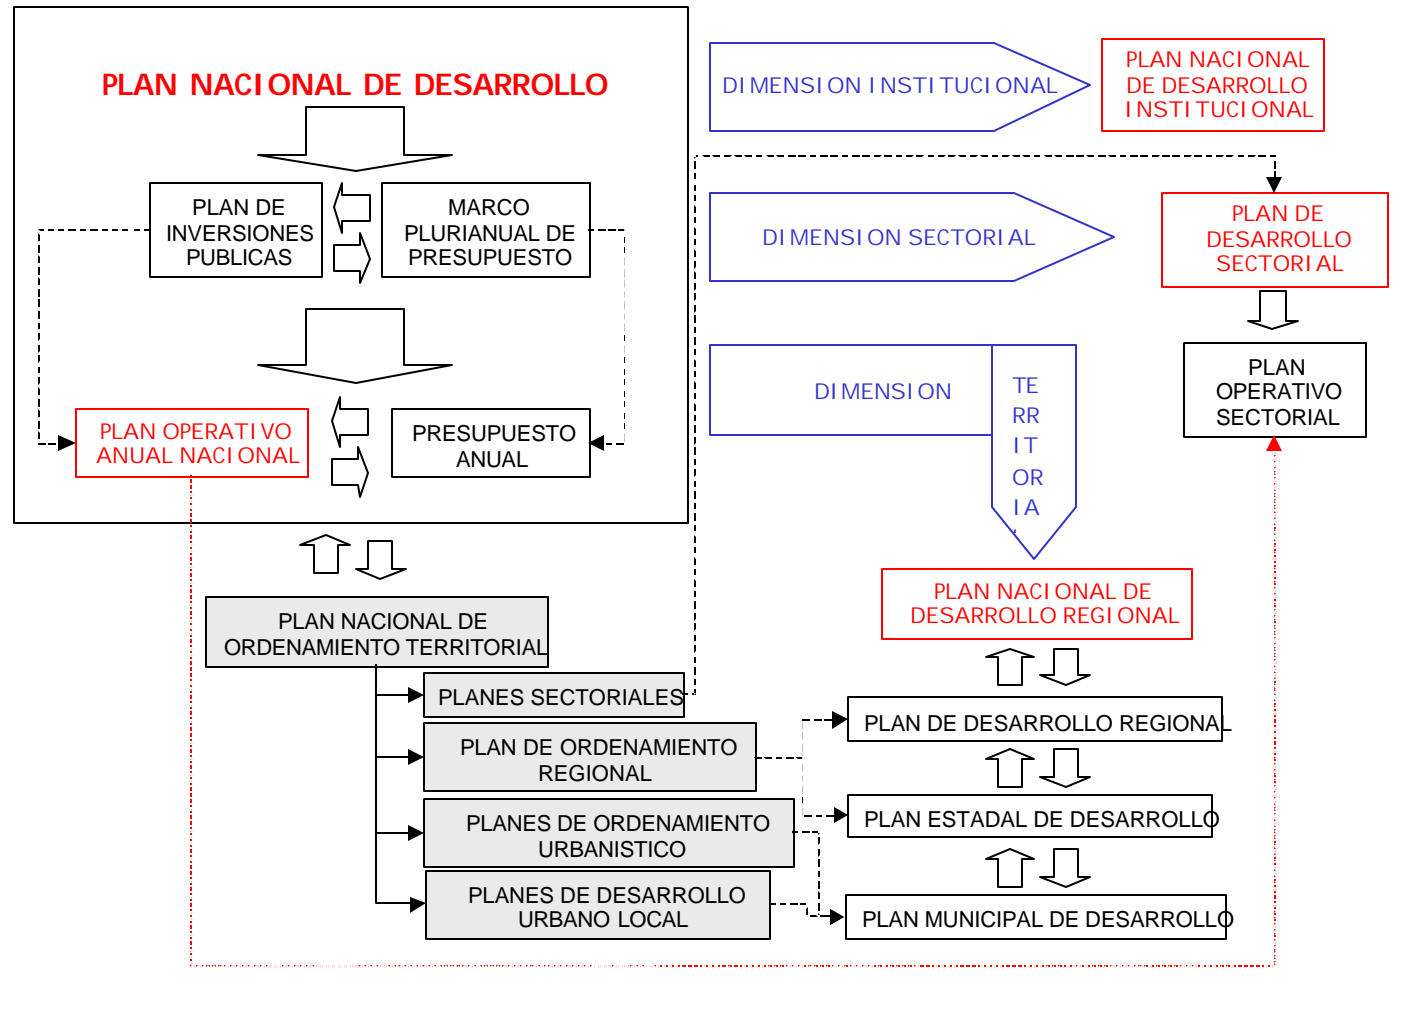 PLAN NACIONAL DE DESARROLLO
PLAN DE
INVERSIONES
PUBLICAS
MARCO
PLURIANUAL DE
PRESUPUESTO
PLAN OPERATIVO
ANUAL NACIONAL
PRESUPUESTO
ANUAL
DIMENSION INSTITUCIONAL
PLAN NACIONAL
DE DESARROLLO
INSTITUCIONAL
DIMENSION SECTORIAL
PLAN DE
DESARROLLO
SECTORIAL
PLAN
OPERATIVO
SECTORIAL
DIMENSION
TE
RR
IT
OR
IA
PLAN NACIONAL DE
DESARROLLO REGIONAL
PLAN NACIONAL DE
ORDENAMIENTO TERRITORIAL
PLANES SECTORIALES
PLAN DE ORDENAMIENTO
REGIONAL
PLANES DE ORDENAMIENTO
URBANISTICO
PLANES DE DESARROLLO
URBANO LOCAL
PLAN DE DESARROLLO REGIONAL
PLAN ESTADAL DE DESARROLLO
PLAN MUNICIPAL DE DESARROLLO